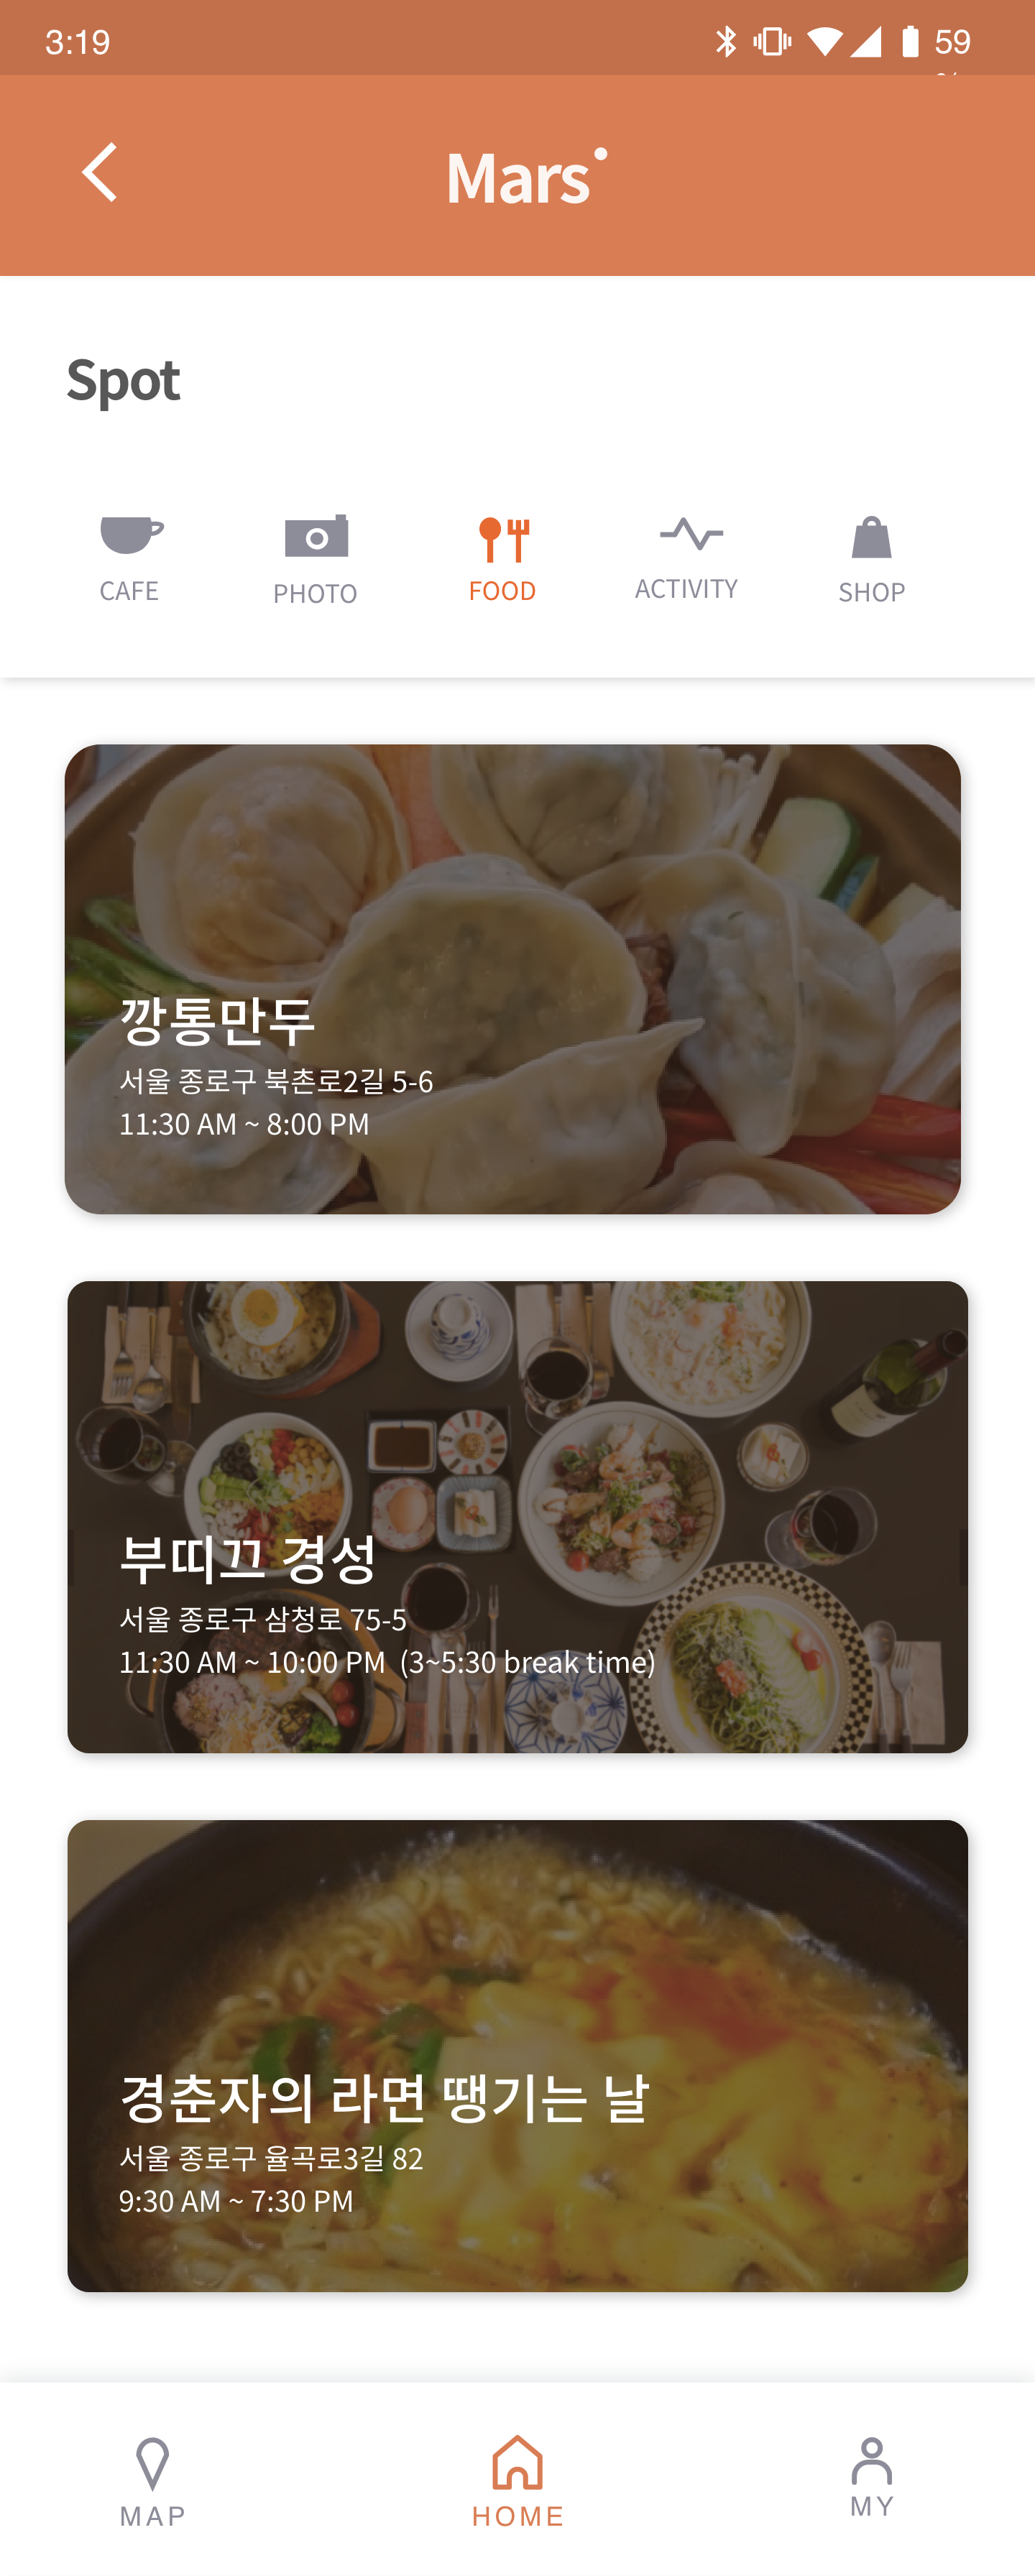 3:19
59
Mars
Spot
CAFE
PHOTO
FOOD
ACTIVITY
SHOP
깡통만두
서울 종로구 북촌로2길 5-6
11:30 AM ~ 8:00 PM
부띠끄 경성
서울 종로구 삼청로 75-5
11:30 AM ~ 10:00 PM (3~5:30 break time)
경춘자의 라면 땡기는 날
서울 종로구 율곡로3길 82
9:30 AM ~ 7:30 PM
MAP
HOME
MY